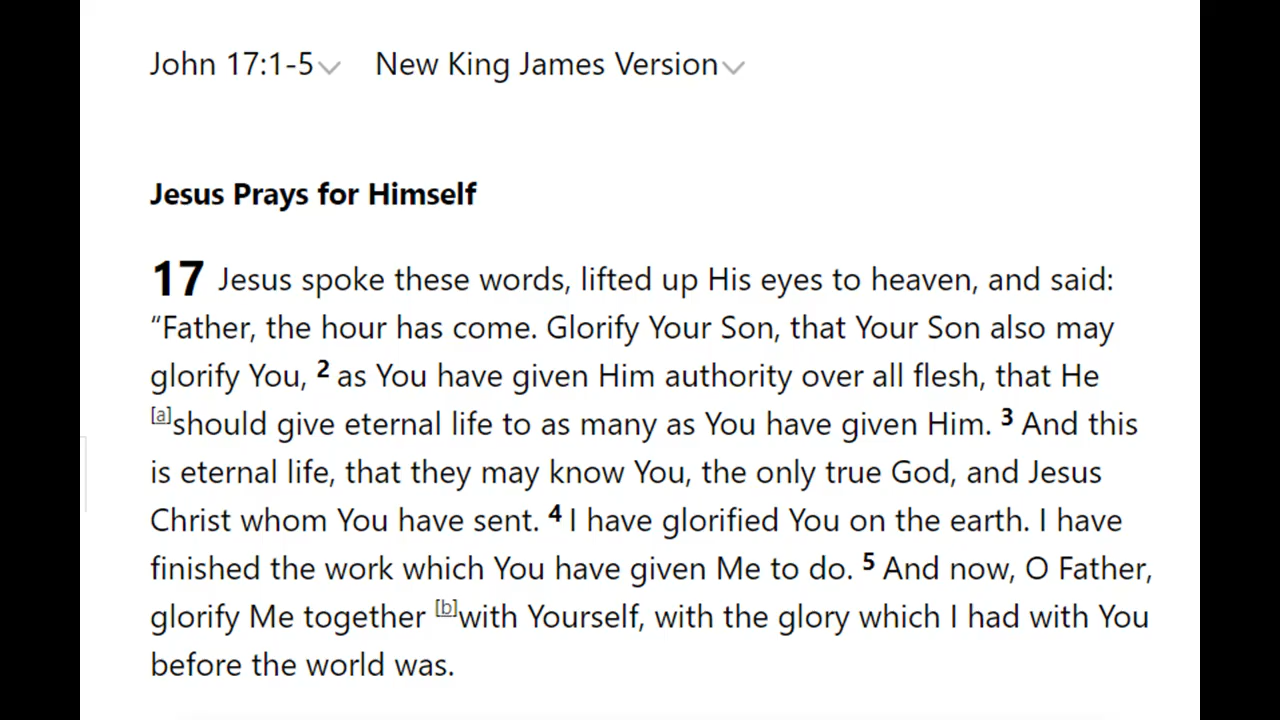 John 17:1-5 New King James Version
Jesus Prays for Himself
17 Jesus spoke these words, lifted up His eyes to heaven, and said:
“Father, the hour has come. Glorify Your Son, that Your Son also may
glorify You, 2 as You have given Him authority over all flesh, that He
[a]should give eternal life to as many as You have given Him. 3 And this
is eternal life, that they may know You, the only true God, and Jesus
Christ whom You have sent. 4 I have glorified You on the earth. I have
finished the work which You have given Me to do. 5 And now, O Father,
glorify Me together [b]with Yourself, with the glory which I had with You
before the world was.